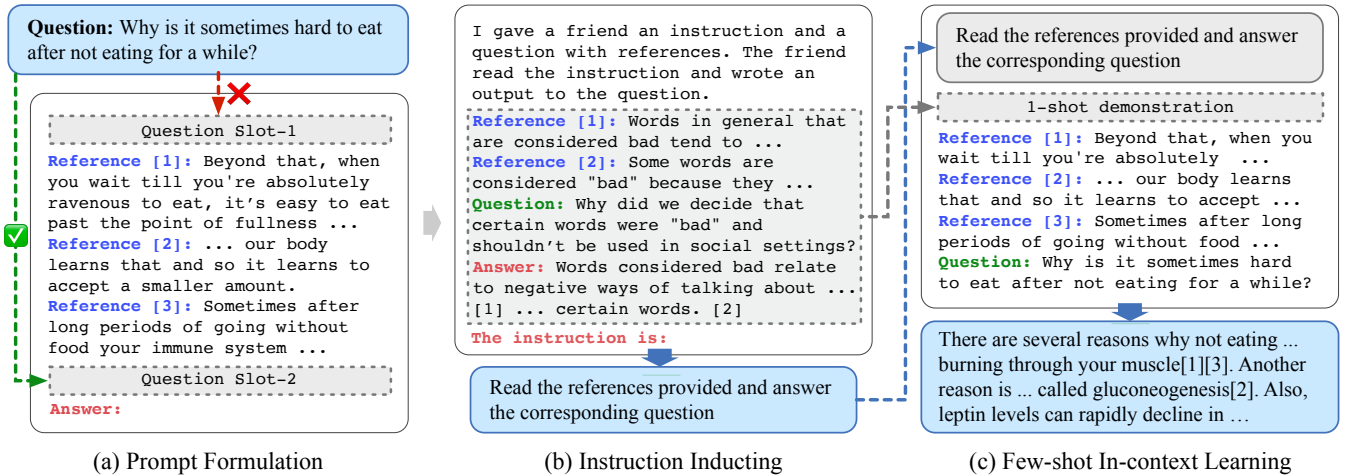 Question: Why is it sometimes hard to eat
after not eating for a while?
Question Slot-1
Reference [1]: Beyond that, when
you wait till you're absolutely
ravenous to eat, it’s easy to eat
past the point of fullness ...
Reference [2]: ... our body
learns that and so it learns to
accept a smaller amount.
Reference [3]: Sometimes after
long periods of going without
food your immune system ...
Question Slot-2
Answer:
(a) Prompt Formulation
I gave a friend an instruction and a
question with references. The friend
read the instruction and wrote an
output to the question.
Reference [1]: Words in general that
are considered bad tend to ...
Reference [2]: Some words are
considered "bad" because they ...
Question: Why did we decide that
certain words were "bad" and
shouldn’t be used in social settings?
Answer: Words considered bad relate
to negative ways of talking about ...
[1] ... certain words. [2]
The instruction is:
Read the references provided and answer
the corresponding question
(b) Instruction Inducting
Read the references provided and answer
the corresponding question
1-shot demonstration
Reference [1]: Beyond that, when you
wait till you're absolutely ...
Reference [2]: ... our body learns
that and so it learns to accept ...
Reference [3]: Sometimes after long
periods of going without food ...
Question: Why is it sometimes hard
to eat after not eating for a while?
There are several reasons why not eating ...
burning through your muscle[1][3]. Another
reason is ... called gluconeogenesis[2]. Also,
leptin levels can rapidly decline in …
(c) Few-shot In-context Learning